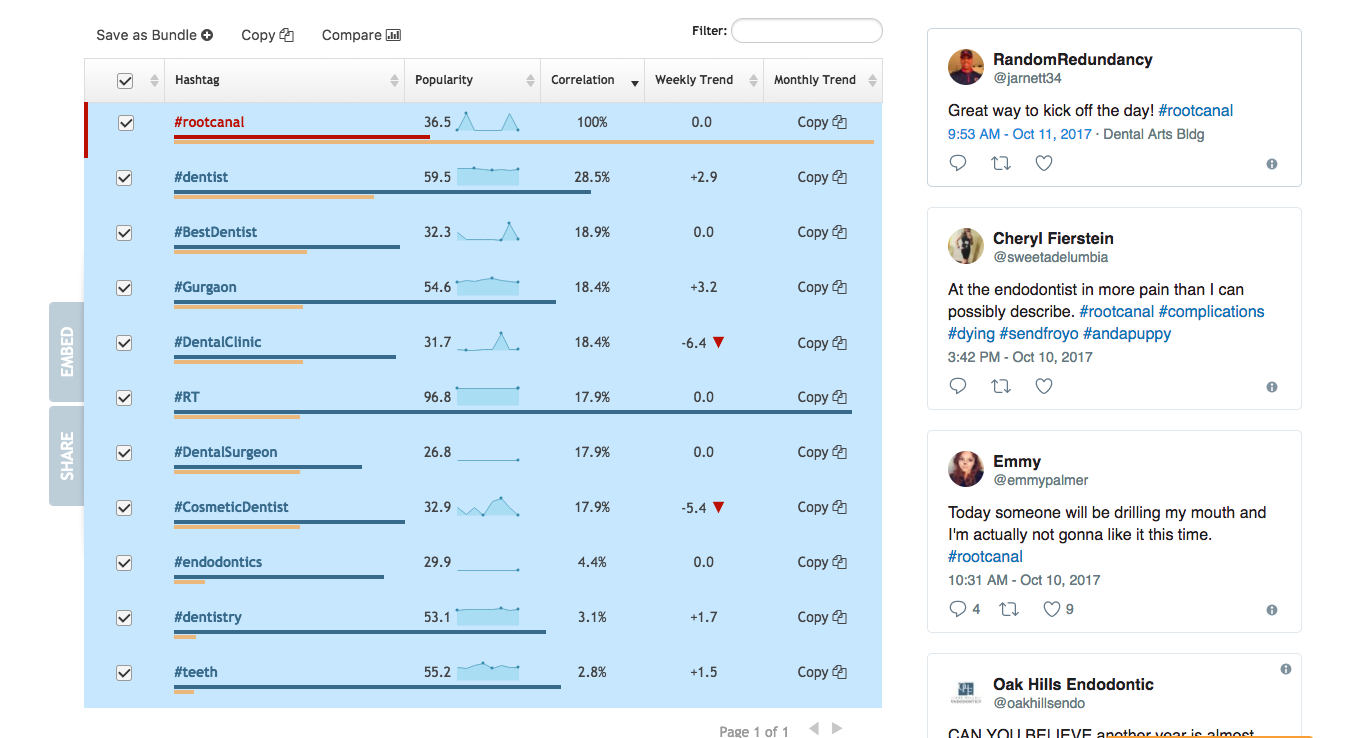 Save as Bundle Copy Compare Filter:
Hashtag Popularity Correlation Weekly Trend Monthly Trend
#rootcanal 36.5 100% 0.0 Copy
#dentist 59.5 28.5% +2.9 Copy
#BestDentist 32.3 18.9% 0.0 Copy
#Gurgaon 54.6 18.4% +3.2 Copy
#DentalClinic 31.7 18.4% -6.4 Copy
#RT 96.8 17.9% 0.0 Copy
#DentalSurgeon 26.8 17.9% 0.0 Copy
#CosmeticDentist 32.9 17.9% -5.4 Copy
#endodontics 29.9 4.4% 0.0 Copy
#dentistry 53.1 3.1% +1.7 Copy
#teeth 55.2 2.8% +1.5 Copy
Page 1 of 1
EMBED
SHARE
RandomRedundancy
@jarnett34
Great way to kick off the day! #rootcanal
9:53 AM - Oct 11, 2017 · Dental Arts Bldg
Cheryl Fierstein
@sweetadelumbia
At the endodontist in more pain than I can
possibly describe. #rootcanal #complications
#dying #sendfroyo #andapuppy
3:42 PM - Oct 10, 2017
Emmy
@emmypalmer
Today someone will be drilling my mouth and
I'm actually not gonna like it this time.
#rootcanal
10:31 AM - Oct 10, 2017
4 9
Oak Hills Endodontic
@oakhillsendo
CAN YOU BELIEVE another year is almost